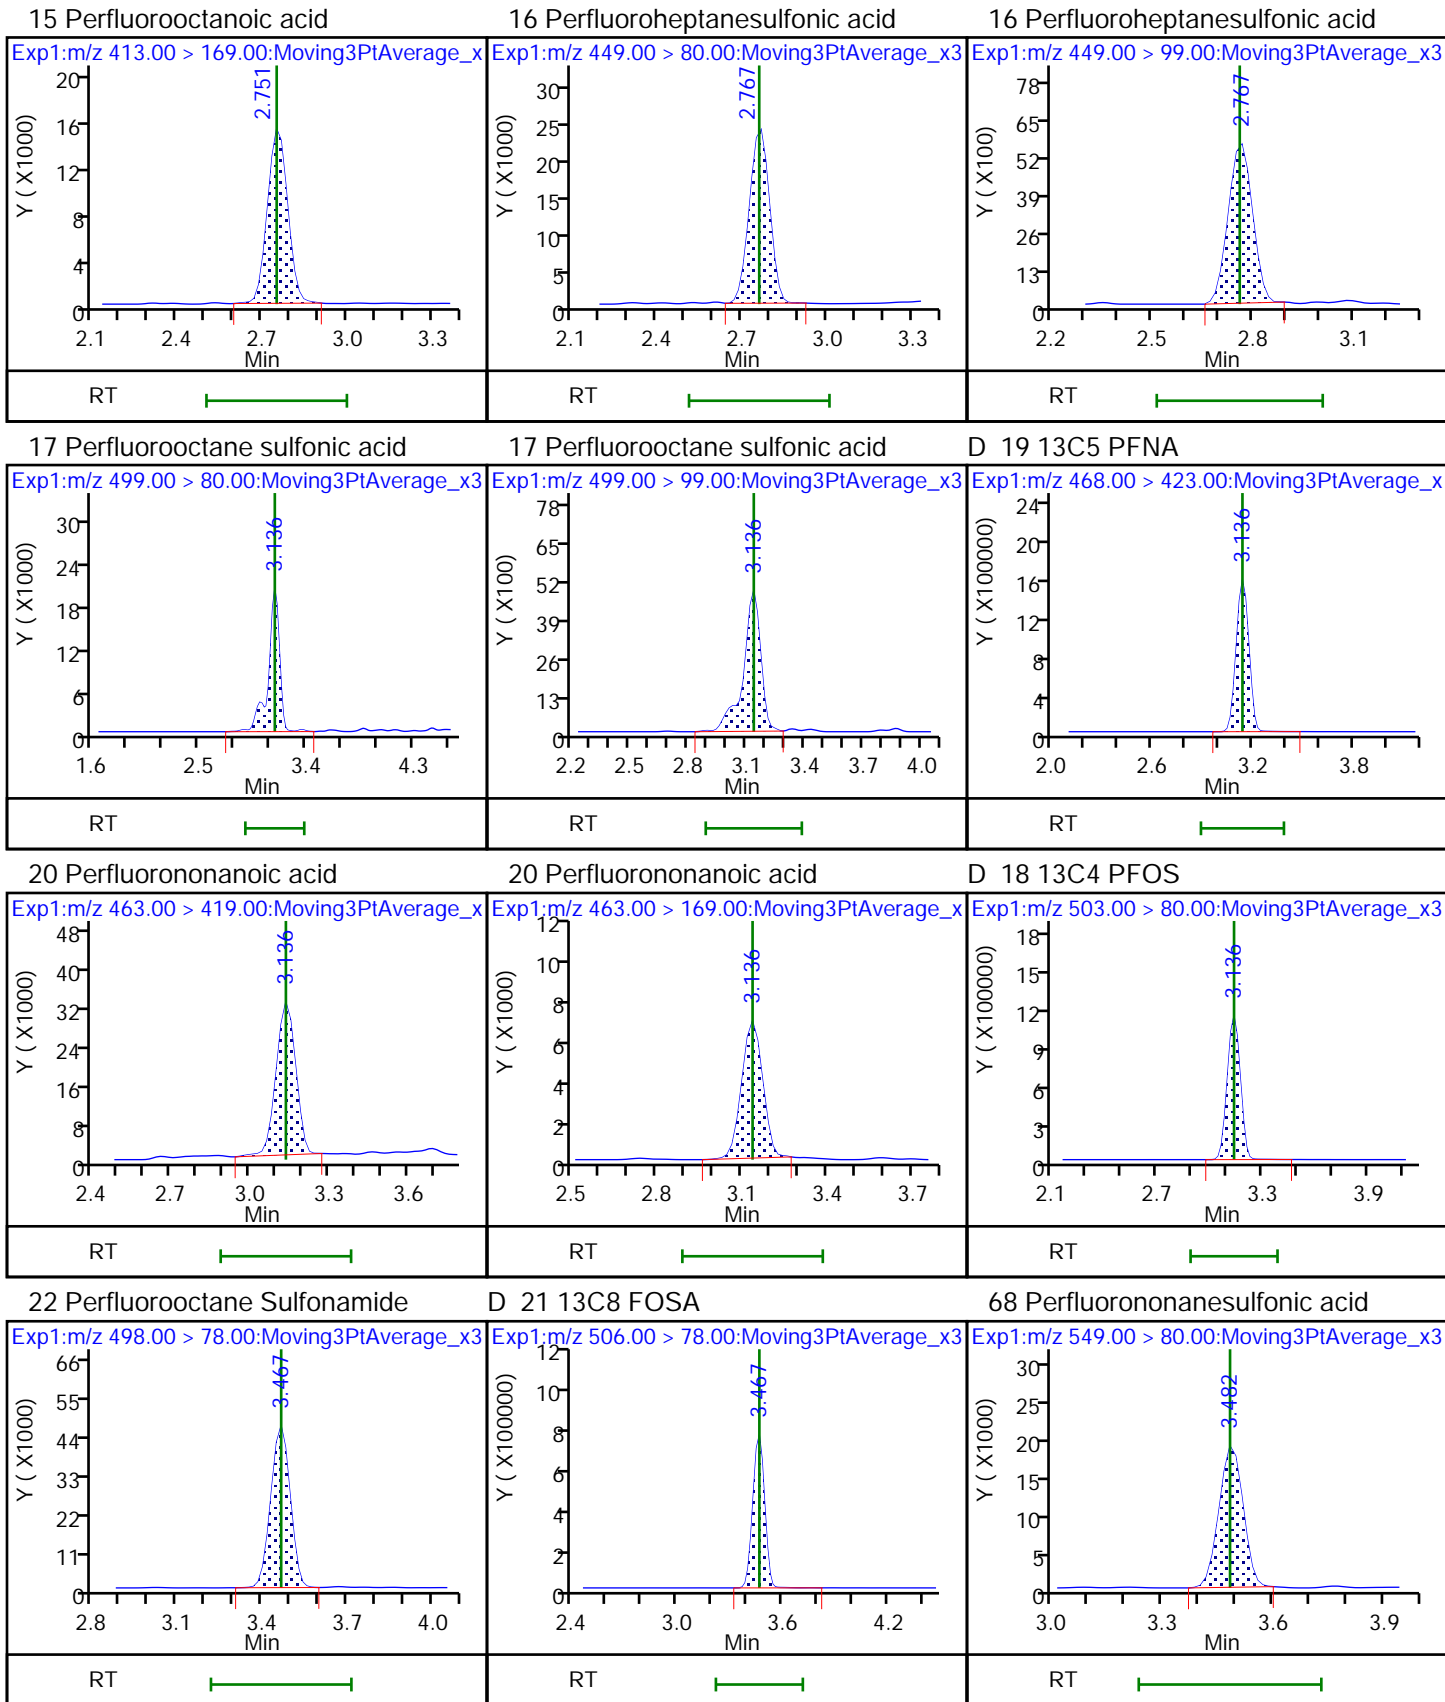 15 Perfluorooctanoic acid
Exp1:m/z 413.00 > 169.00:Moving3PtAverage_x
Y ( X1000)
20
16
12
8
4
0
2.751
2.1 2.4 2.7 3.0 3.3
Min
RT
16 Perfluoroheptanesulfonic acid
Exp1:m/z 449.00 > 80.00:Moving3PtAverage_x3
Y ( X1000)
30
25
20
15
10
5
0
2.767
2.1 2.4 2.7 3.0 3.3
Min
RT
16 Perfluoroheptanesulfonic acid
Exp1:m/z 449.00 > 99.00:Moving3PtAverage_x3
Y ( X100)
78
65
52
39
26
13
0
2.767
2.2 2.5 2.8 3.1
Min
RT
17 Perfluorooctane sulfonic acid
Exp1:m/z 499.00 > 80.00:Moving3PtAverage_x3
Y ( X10000)
30
24
18
12
6
0
3.136
1.6 2.5 3.4 4.3
Min
RT
17 Perfluorooctane sulfonic acid
Exp1:m/z 499.00 > 99.00:Moving3PtAverage_x3
Y ( X100)
78
65
52
39
26
13
0
3.136
2.2 2.5 2.8 3.1 3.4 3.7 4.0
Min
RT
D 19 13C5 PFNA
Exp1:m/z 468.00 > 423.00:Moving3PtAverage_x
Y ( X100000)
24
20
16
12
8
4
0
3.136
2.0 2.6 3.2 3.8
Min
RT
20 Perfluorononanoic acid
Exp1:m/z 463.00 > 419.00:Moving3PtAverage_x
Y ( X1000)
48
40
32
24
16
8
0
3.136
2.4 2.7 3.0 3.3 3.6
Min
RT
20 Perfluorononanoic acid
Exp1:m/z 463.00 > 169.00:Moving3PtAverage_x
Y ( X1000)
12
10
8
6
4
2
0
3.136
2.5 2.8 3.1 3.4 3.7
Min
RT
D 18 13C4 PFOS
Exp1:m/z 503.00 > 80.00:Moving3PtAverage_x3
Y ( X100000)
18
15
12
9
6
3
0
3.136
2.1 2.7 3.3 3.9
Min
RT
22 Perfluorooctane Sulfonamide
Exp1:m/z 498.00 > 78.00:Moving3PtAverage_x3
Y ( X1000)
66
55
44
33
22
11
0
3.467
2.8 3.1 3.4 3.7 4.0
Min
RT
D 21 13C8 FOSA
Exp1:m/z 506.00 > 78.00:Moving3PtAverage_x3
Y ( X100000)
12
10
8
6
4
2
0
3.467
2.4 3.0 3.6 4.2
Min
RT
68 Perfluorononanesulfonic acid
Exp1:m/z 549.00 > 80.00:Moving3PtAverage_x3
Y ( X1000)
30
25
20
15
10
5
0
3.482
3.0 3.3 3.6 3.9
Min
RT